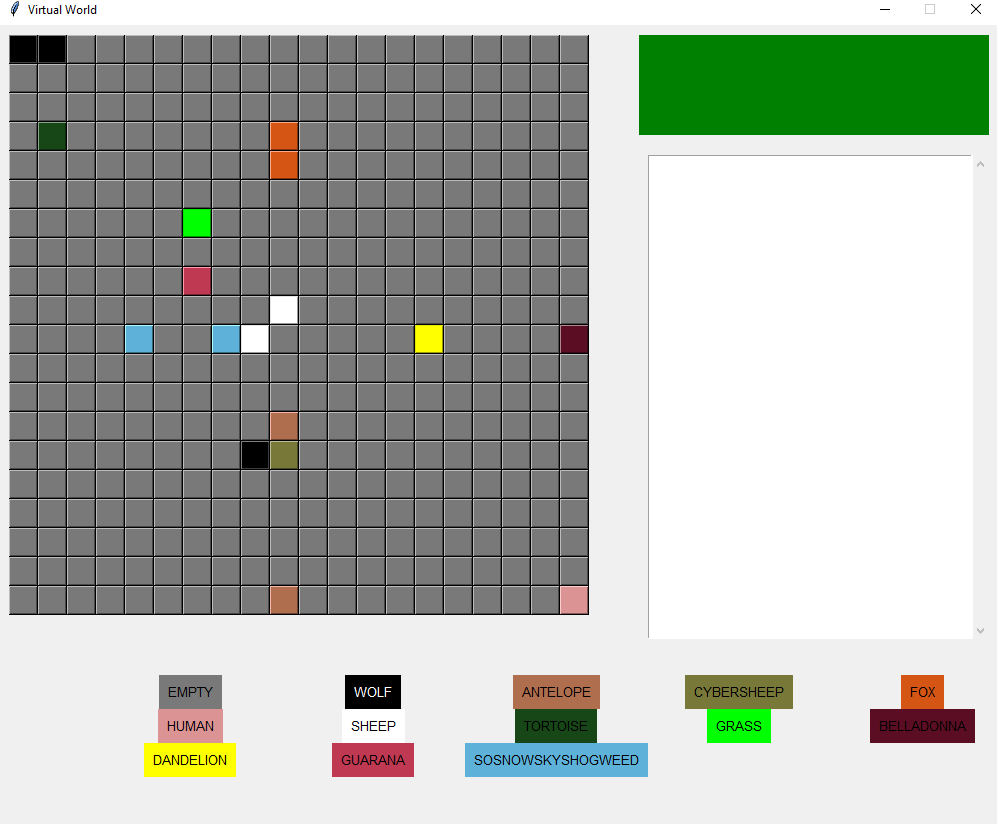 Virtual World
EMPTY WOLF ANTELOPE CYBERSHEEP FOX
HUMAN SHEEP TORTOISE GRASS BELLADONNA
DANDELION GUARANA SOSNOWSKYSHOGWEED